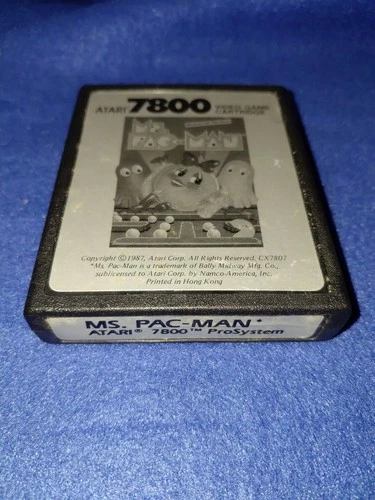 ATARI 7800 VIDEO GAME CARTRIDGE
MS.
PAC-MAN
Copyright ©1987, Atari Corp. All Rights Reserved, CX7807
*Ms. Pac-Man is a trademark of Bally Midway Mfg. Co.,
sublicensed to Atari Corp. by Namco-America, Inc.
Printed in Hong Kong
MS. PAC-MAN*
ATARI® 7800™ ProSystem